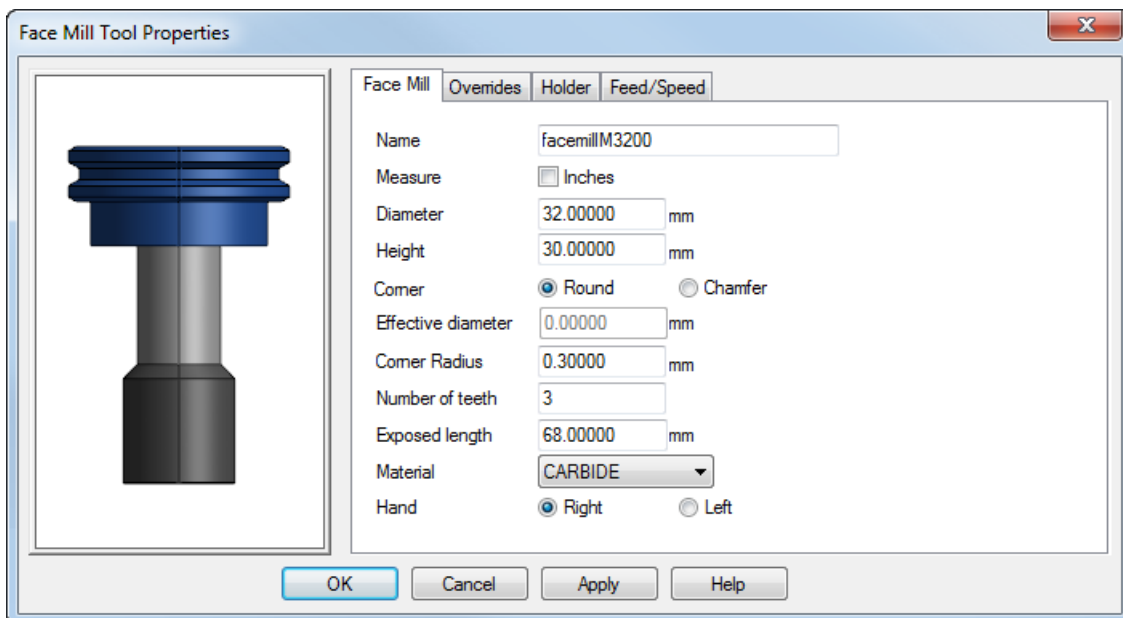 Face Mill Tool Properties
Face Mill Overrides Holder Feed/Speed
Name facemillM3200
Measure Inches
Diameter 32.00000 mm
Height 30.00000 mm
Corner Round Chamfer
Effective diameter 0.00000 mm
Corner Radius 0.30000 mm
Number of teeth 3
Exposed length 68.00000 mm
Material CARBIDE
Hand Right Left
OK Cancel Apply Help